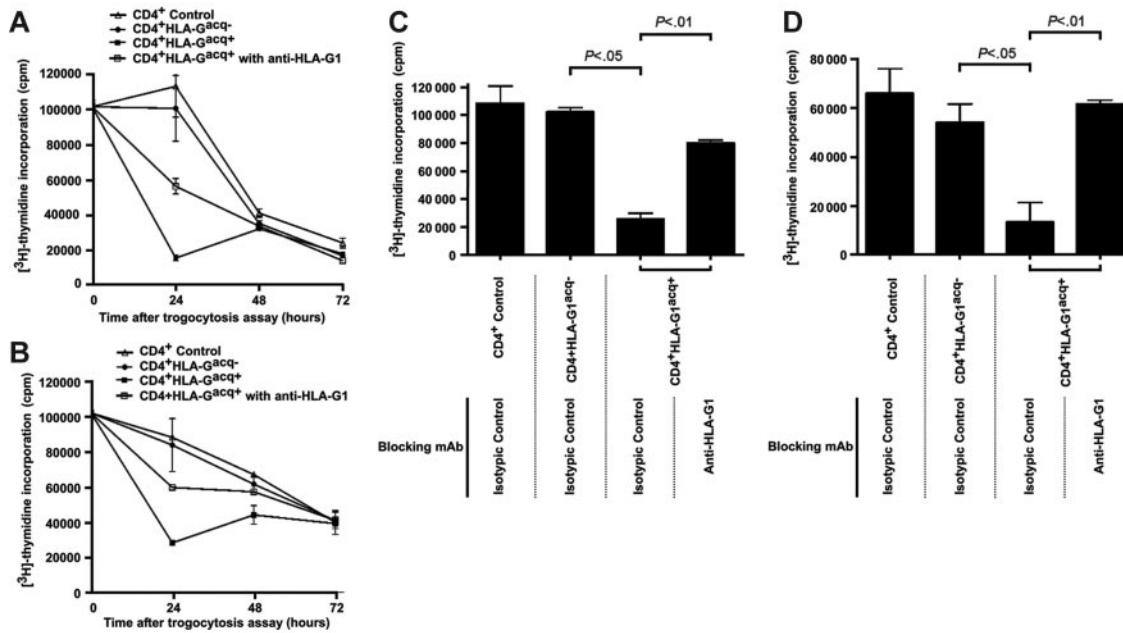 A
CD4+ Control
CD4+HLA-Gacq-
CD4+HLA-Gacq+
CD4+HLA-Gacq+ with anti-HLA-G1
[3H]-thymidine incorporation (cpm)
120000
100000
80000
60000
40000
20000
0
0 24 48 72
Time after trogocytosis assay (hours)
B
CD4+ Control
CD4+HLA-Gacq-
CD4+HLA-Gacq+
CD4+HLA-Gacq+ with anti-HLA-G1
[3H]-thymidine incorporation (cpm)
120000
100000
80000
60000
40000
20000
0
0 24 48 72
Time after trogocytosis assay (hours)
C
P<.01
P<.05
[3H]-thymidine incorporation (cpm)
120 000
100 000
80 000
60 000
40 000
20 000
0
CD4+ Control
CD4+HLA-G1acq-
CD4+HLA-G1acq+
Blocking mAb
Isotypic Control
Isotypic Control
Isotypic Control
Anti-HLA-G1
D
P<.01
P<.05
[3H]-thymidine incorporation (cpm)
80 000
60 000
40 000
20 000
0
CD4+ Control
CD4+HLA-G1acq-
CD4+HLA-G1acq+
Blocking mAb
Isotypic Control
Isotypic Control
Isotypic Control
Anti-HLA-G1